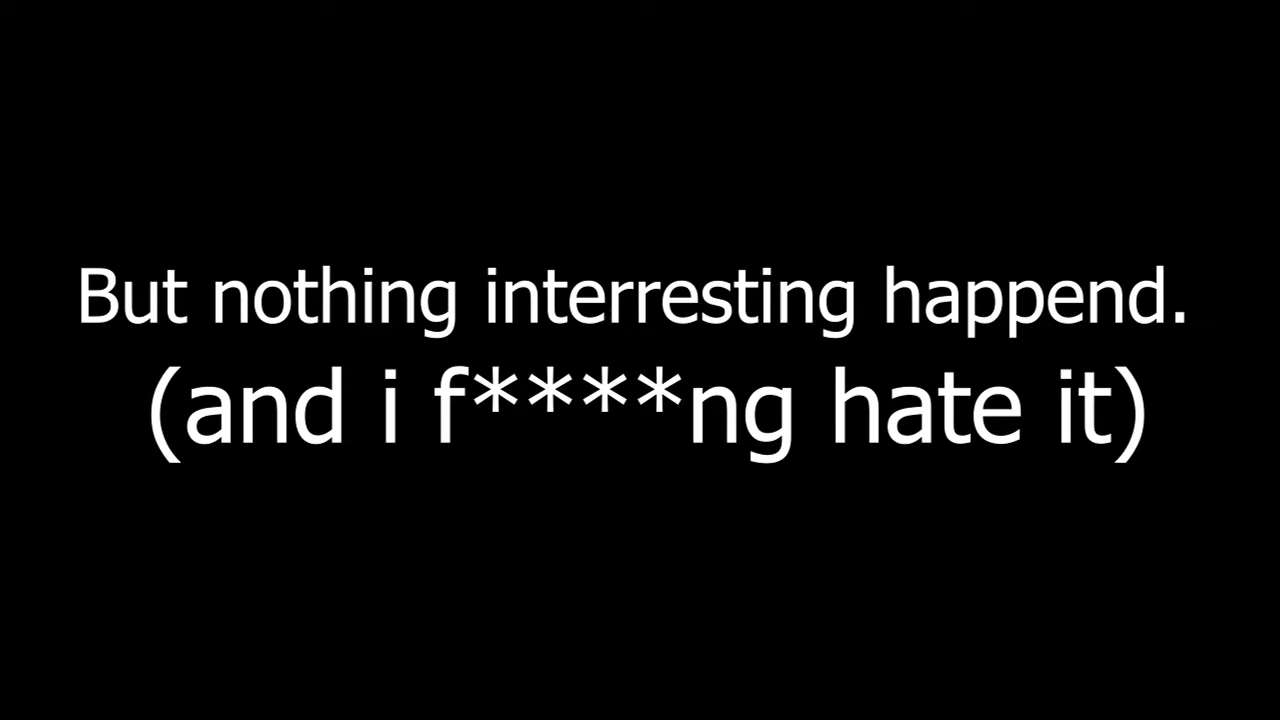 But nothing interresting happend.
(and i f****ng hate it)